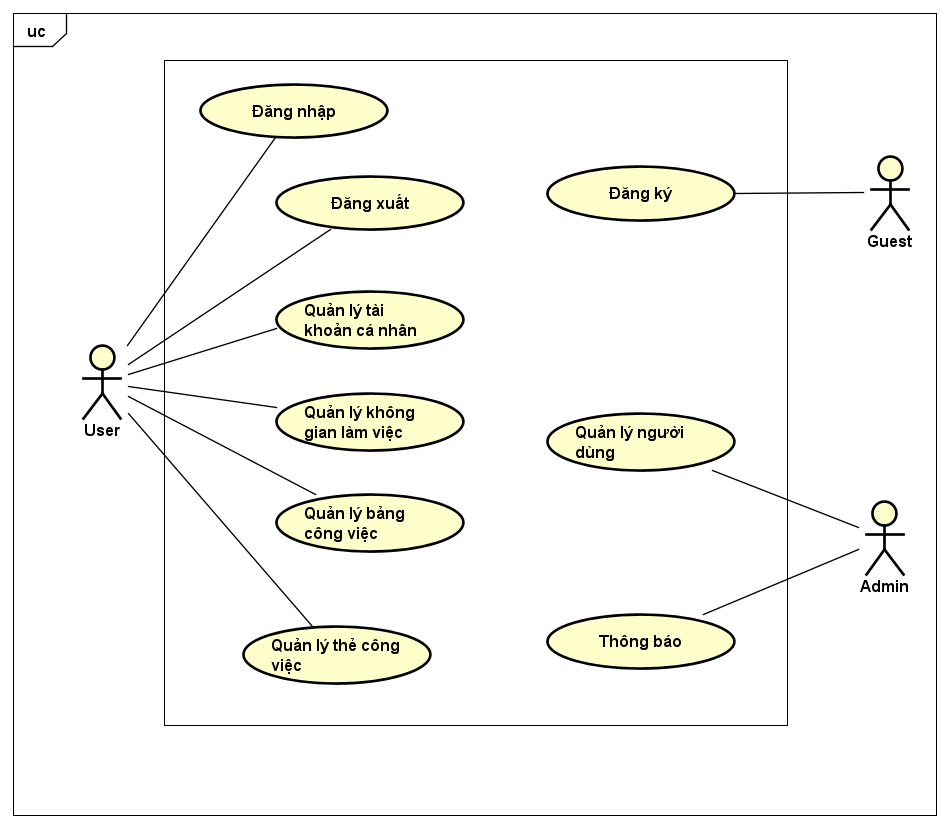 uc
Đăng nhập
Đăng xuất
Đăng ký
Guest
Quản lý tài
khoản cá nhân
User
Quản lý không
gian làm việc
Quản lý người
dùng
Quản lý bảng
công việc
Admin
Quản lý thẻ công
việc
Thông báo